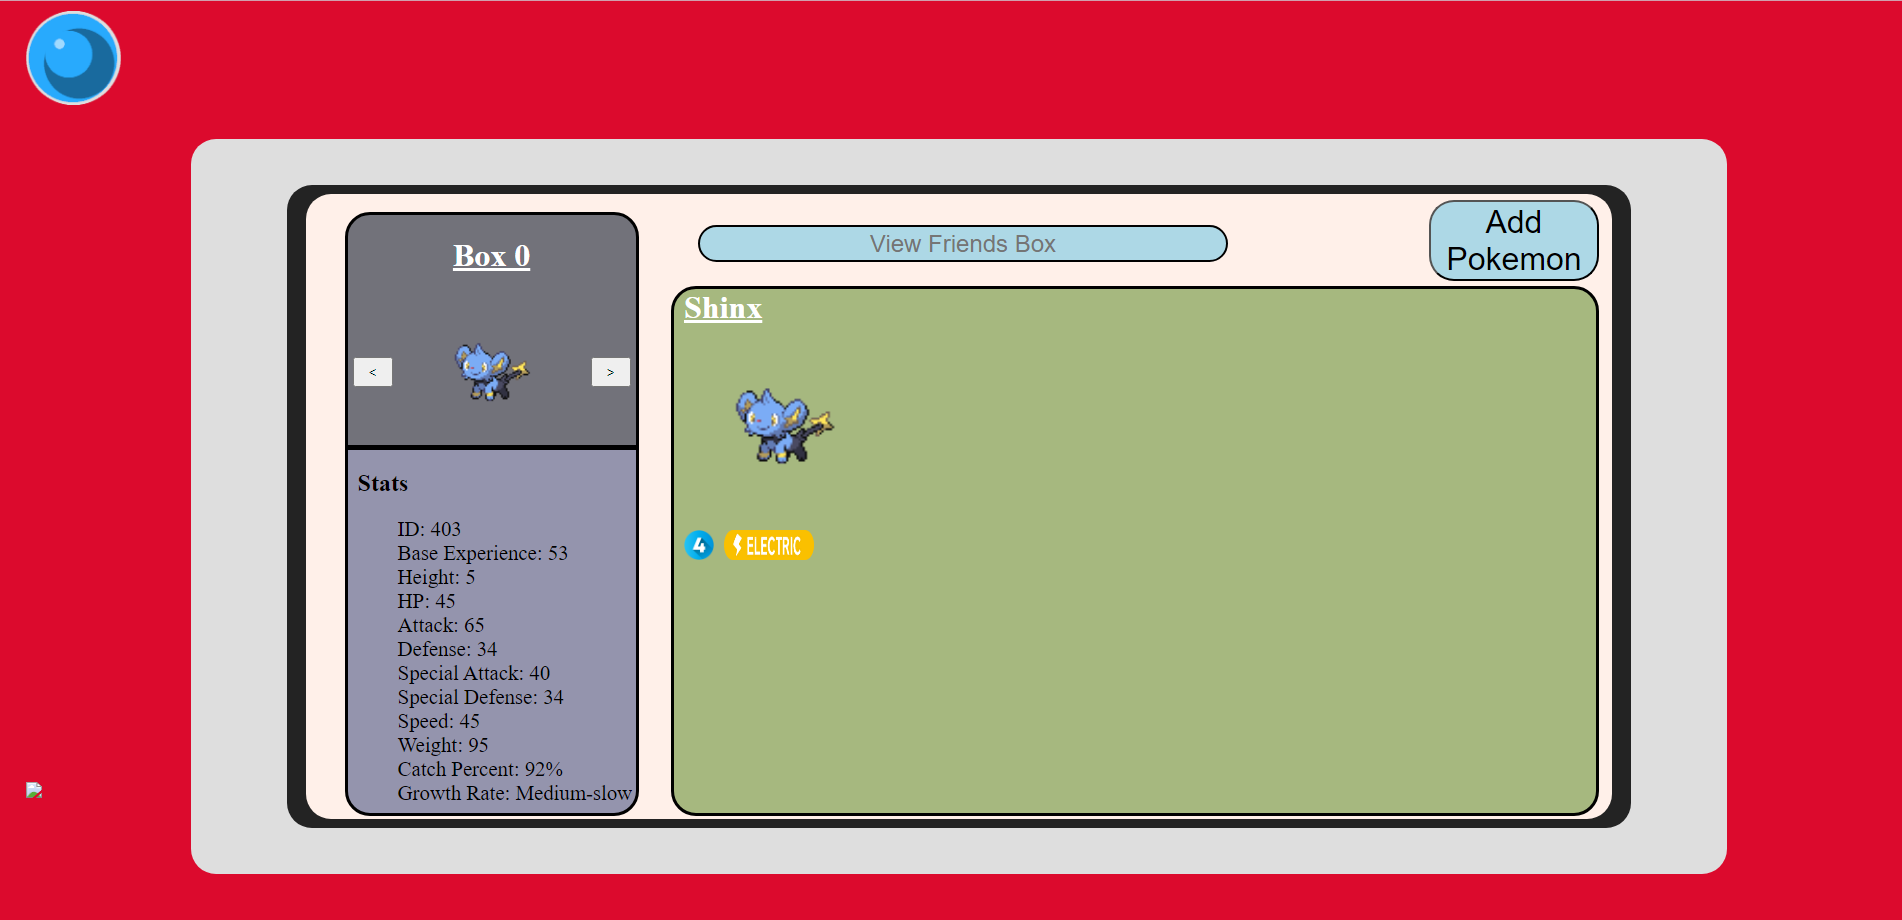 Box 0
<
>
Stats
ID: 403
Base Experience: 53
Height: 5
HP: 45
Attack: 65
Defense: 34
Special Attack: 40
Special Defense: 34
Speed: 45
Weight: 95
Catch Percent: 92%
Growth Rate: Medium-slow
View Friends Box
Add
Pokemon
Shinx
4
ELECTRIC